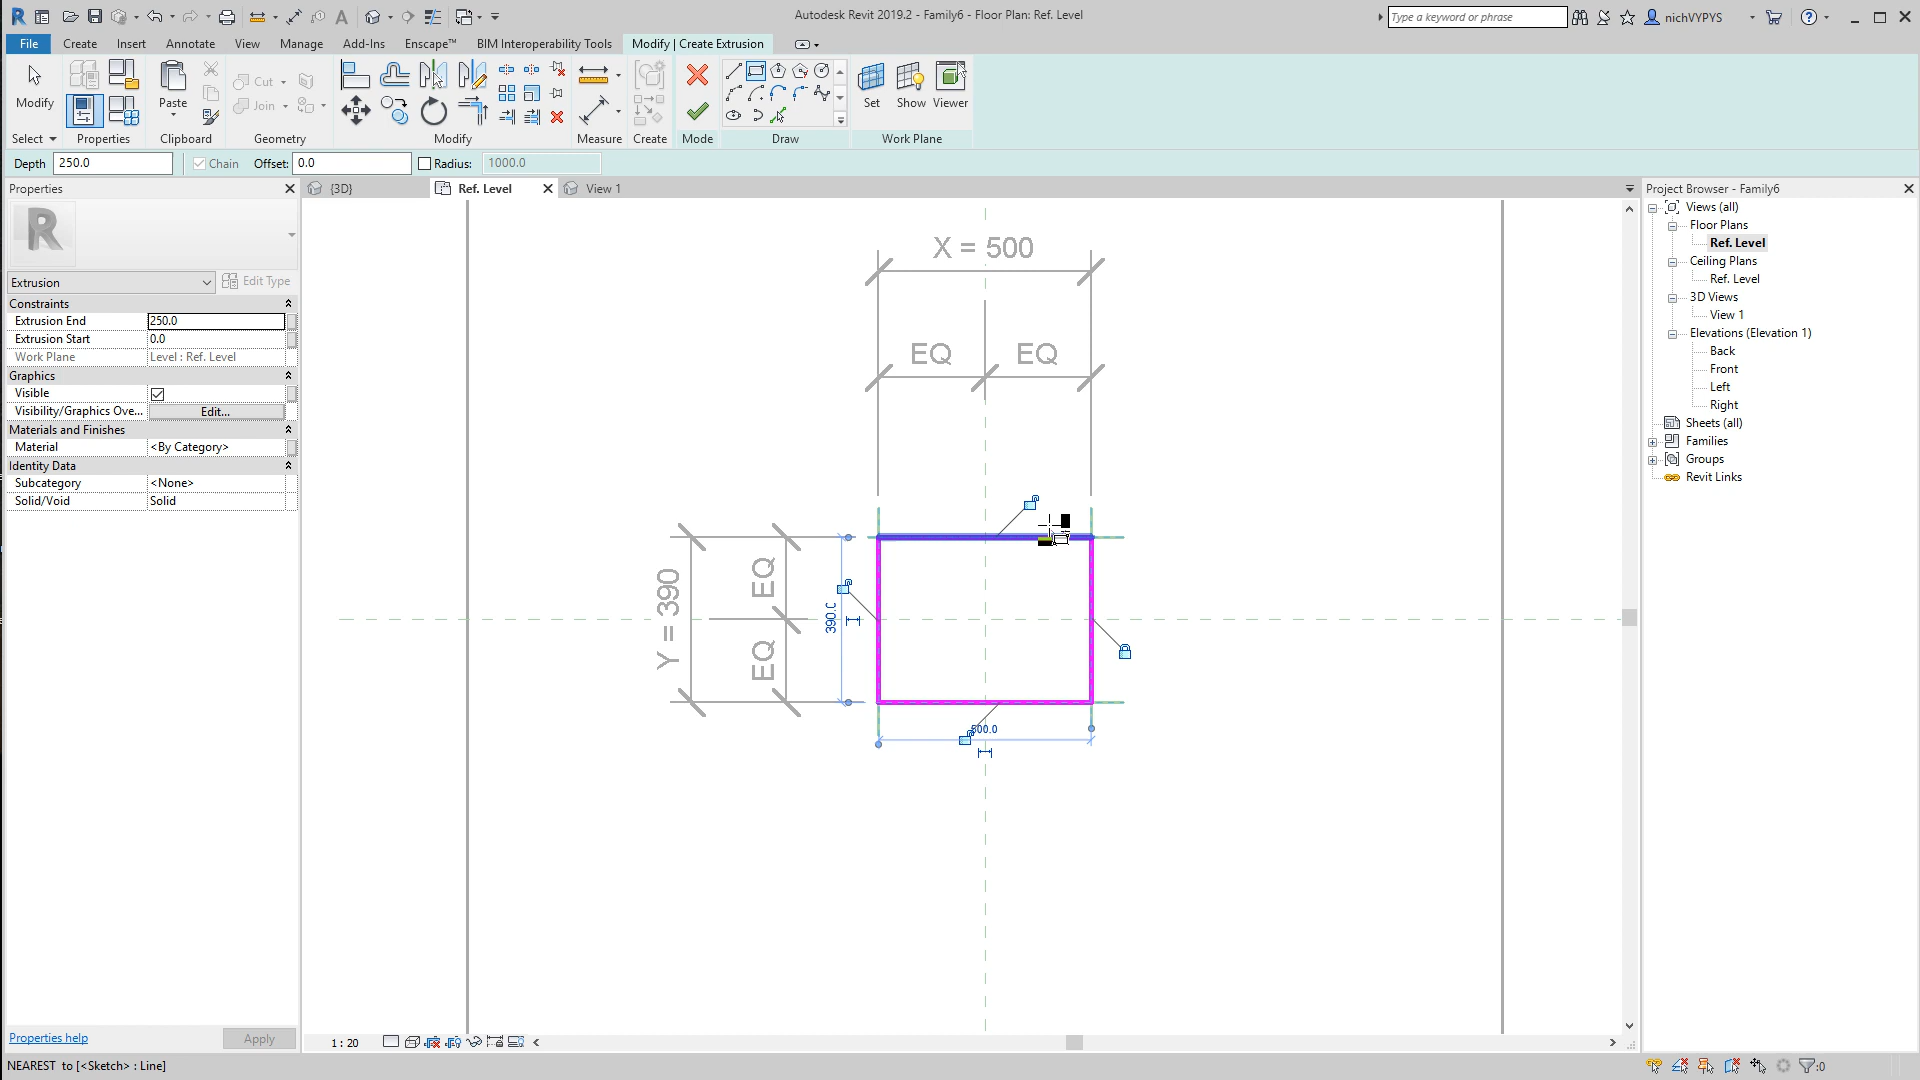 Autodesk Revit 2019.2 - Family6 - Floor Plan: Ref. Level
Type a keyword or phrase
nichVYPYS
File
Create
Insert
Annotate
View
Manage
Add-Ins
Enscape™
BIM Interoperability Tools
Modify | Create Extrusion
Modify
Paste
Cut
Join
Set
Show
Viewer
Select
Properties
Clipboard
Geometry
Modify
Measure
Create
Mode
Draw
Work Plane
Depth
250.0
Chain
Offset:
0.0
Radius:
1000.0
Properties
{3D}
Ref. Level
View 1
Project Browser - Family6
R
Extrusion
Edit Type
Constraints
Extrusion End
250.0
Extrusion Start
0.0
Work Plane
Level : Ref. Level
Graphics
Visible
Visibility/Graphics Ove...
Edit...
Materials and Finishes
Material
<By Category>
Identity Data
Subcategory
<None>
Solid/Void
Solid
Properties help
Apply
X = 500
EQ
EQ
Y = 390
EQ
EQ
390.0
500.0
Views (all)
Floor Plans
Ref. Level
Ceiling Plans
Ref. Level
3D Views
View 1
Elevations (Elevation 1)
Back
Front
Left
Right
Sheets (all)
Families
Groups
Revit Links
1 : 20
NEAREST to [<Sketch> : Line]
:0